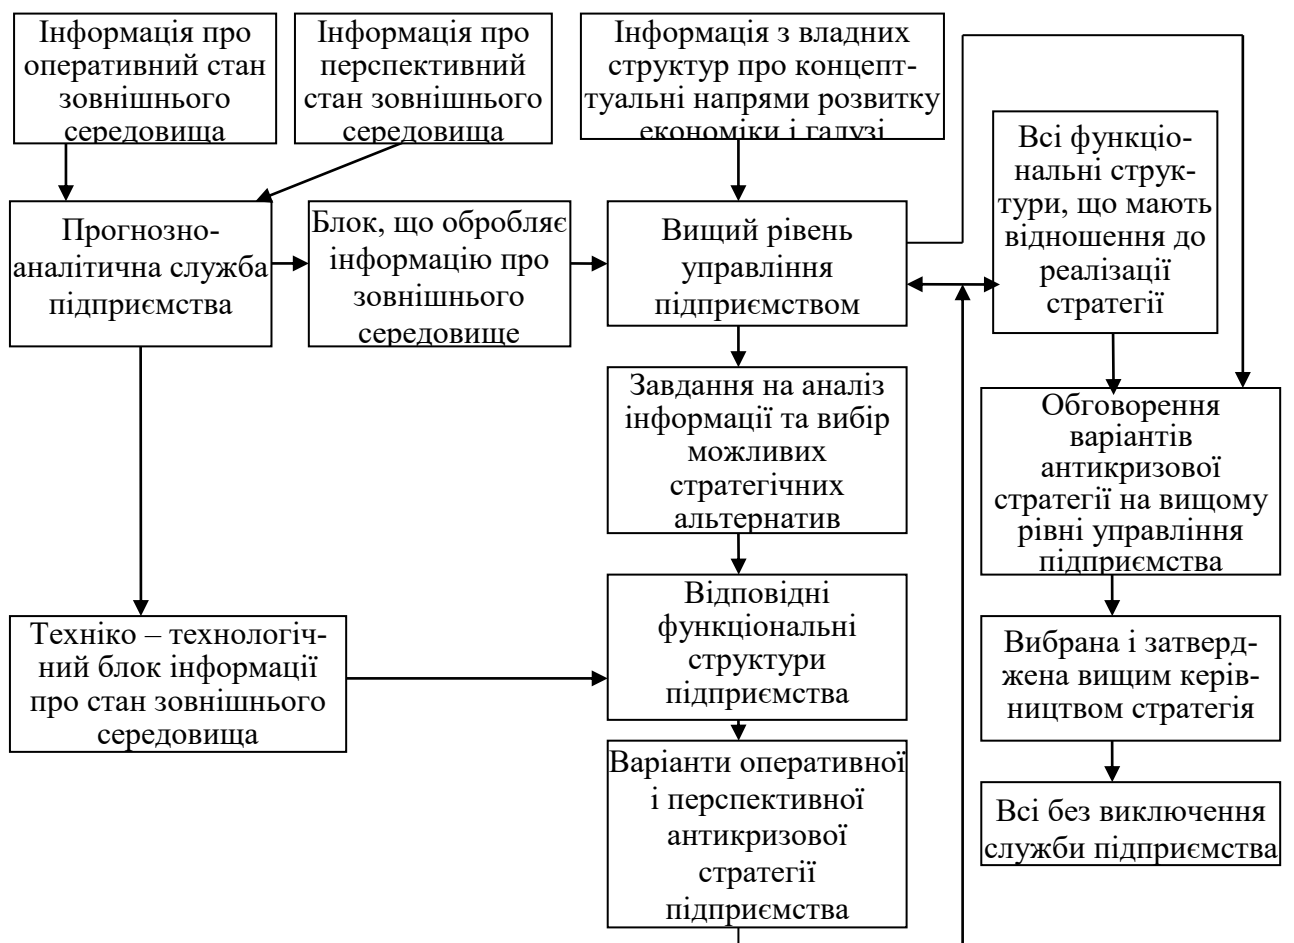 Інформація про
оперативний стан
зовнішнього
середовища
Інформація про
перспективний
стан зовнішнього
середовища
Інформація з владних
структур про концепт-
туальні напрями розвитку
економіки і галузі
Всі функціо-
нальні струк-
тури, що мають
відношення до
реалізації
стратегії
Прогнозно-
аналітична служба
підприємства
Блок, що обробляє
інформацію про
зовнішнього
середовище
Вищий рівень
управління
підприємством
Завдання на аналіз
інформації та вибір
можливих
стратегічних
альтернатив
Обговорення
варіантів
антикризової
стратегії на вищому
рівні управління
підприємства
Техніко – технологіч-
ний блок інформації
про стан зовнішнього
середовища
Відповідні
функціональні
структури
підприємства
Вибрана і затверд-
жена вищим керів-
ництвом стратегія
Варіанти оперативної
і перспективної
антикризової
стратегії
підприємства
Всі без виключення
служби підприємства